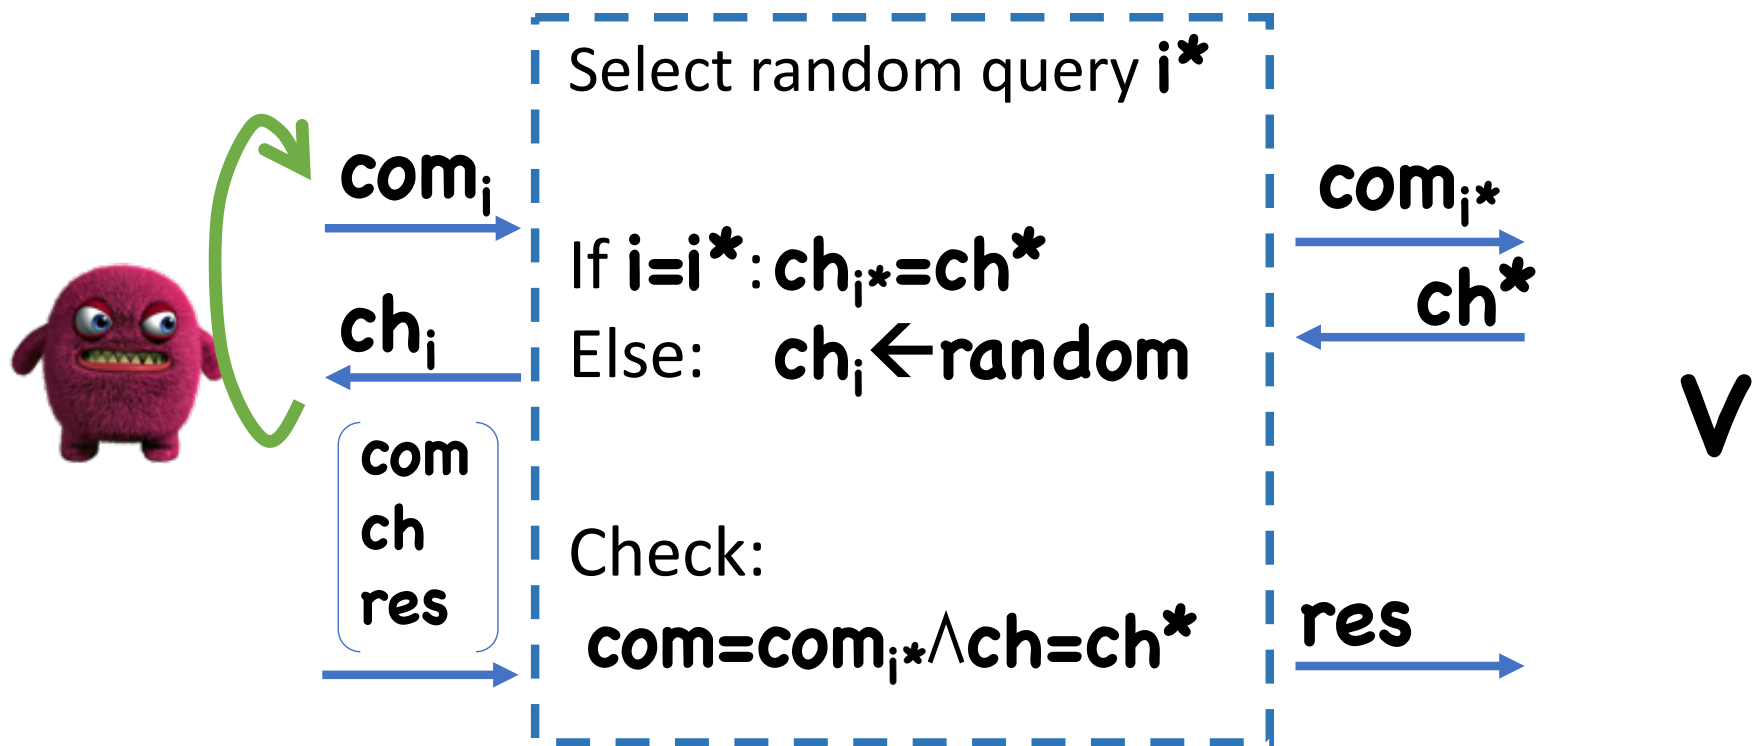 Select random query i*
com_i
com_i*
If i=i*: ch_i*=ch*
ch*
ch_i
Else: ch_i←random
V
com
ch
res
Check:
com=com_i*∧ch=ch*
res